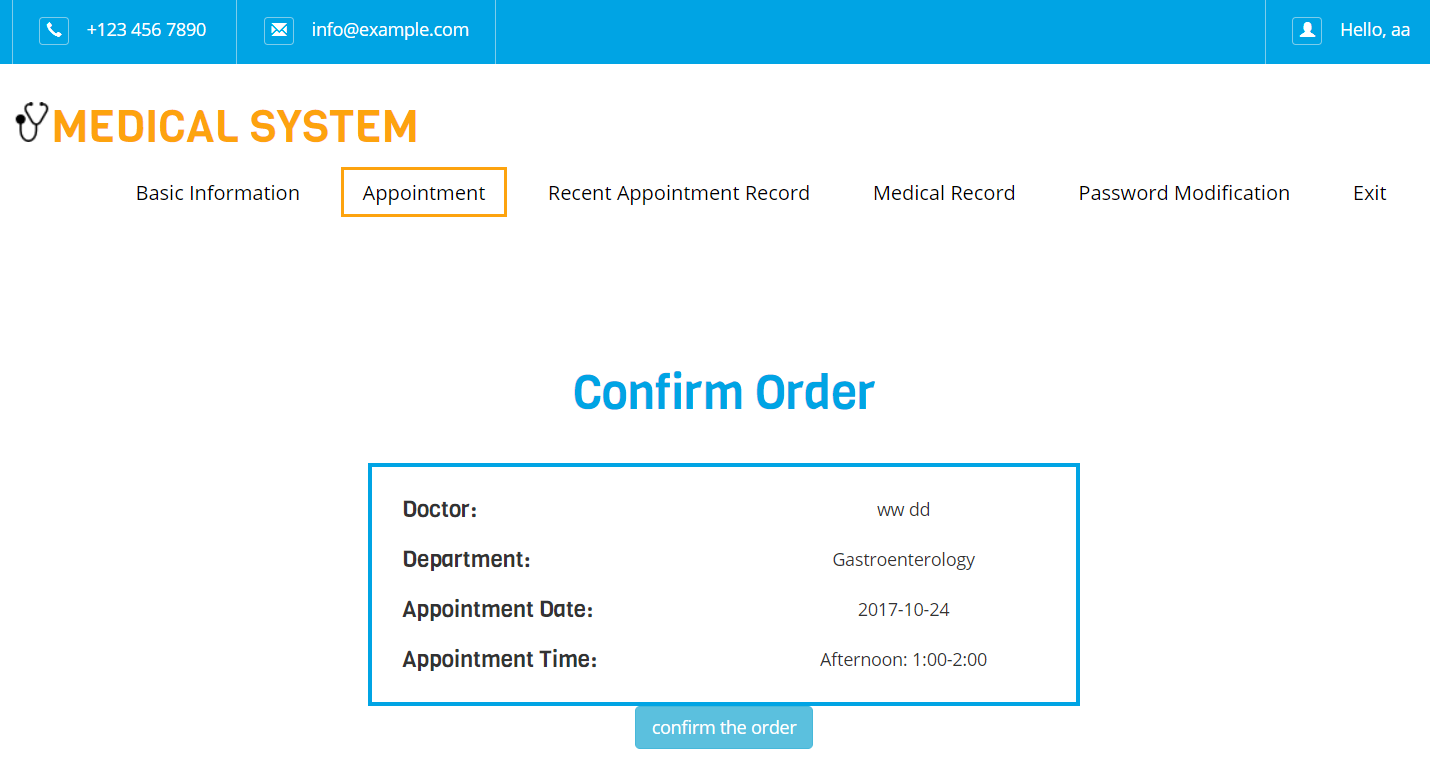 +123 456 7890 info@example.com Hello, aa
MEDICAL SYSTEM
Basic Information Appointment Recent Appointment Record Medical Record Password Modification Exit
Confirm Order
Doctor: ww dd
Department: Gastroenterology
Appointment Date: 2017-10-24
Appointment Time: Afternoon: 1:00-2:00
confirm the order